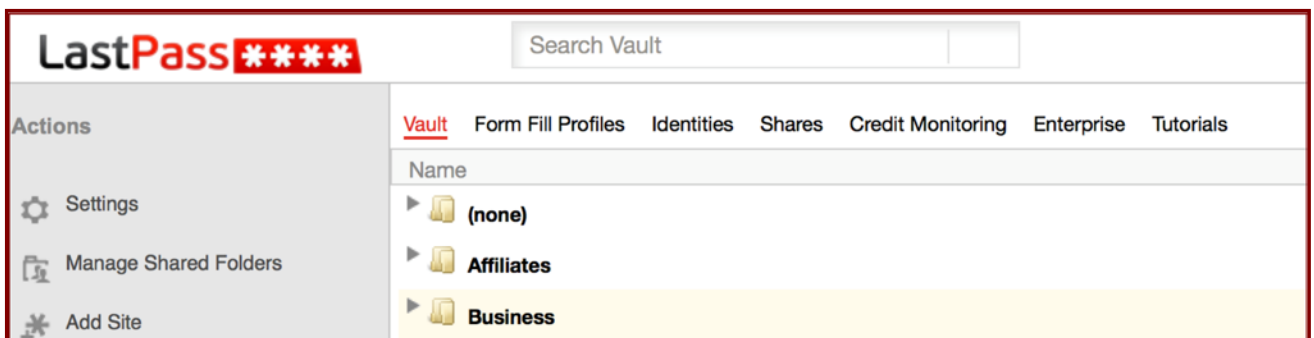 LastPass ****
Search Vault
Actions
Vault Form Fill Profiles Identities Shares Credit Monitoring Enterprise Tutorials
Name
Settings
(none)
Manage Shared Folders
Affiliates
Add Site
Business